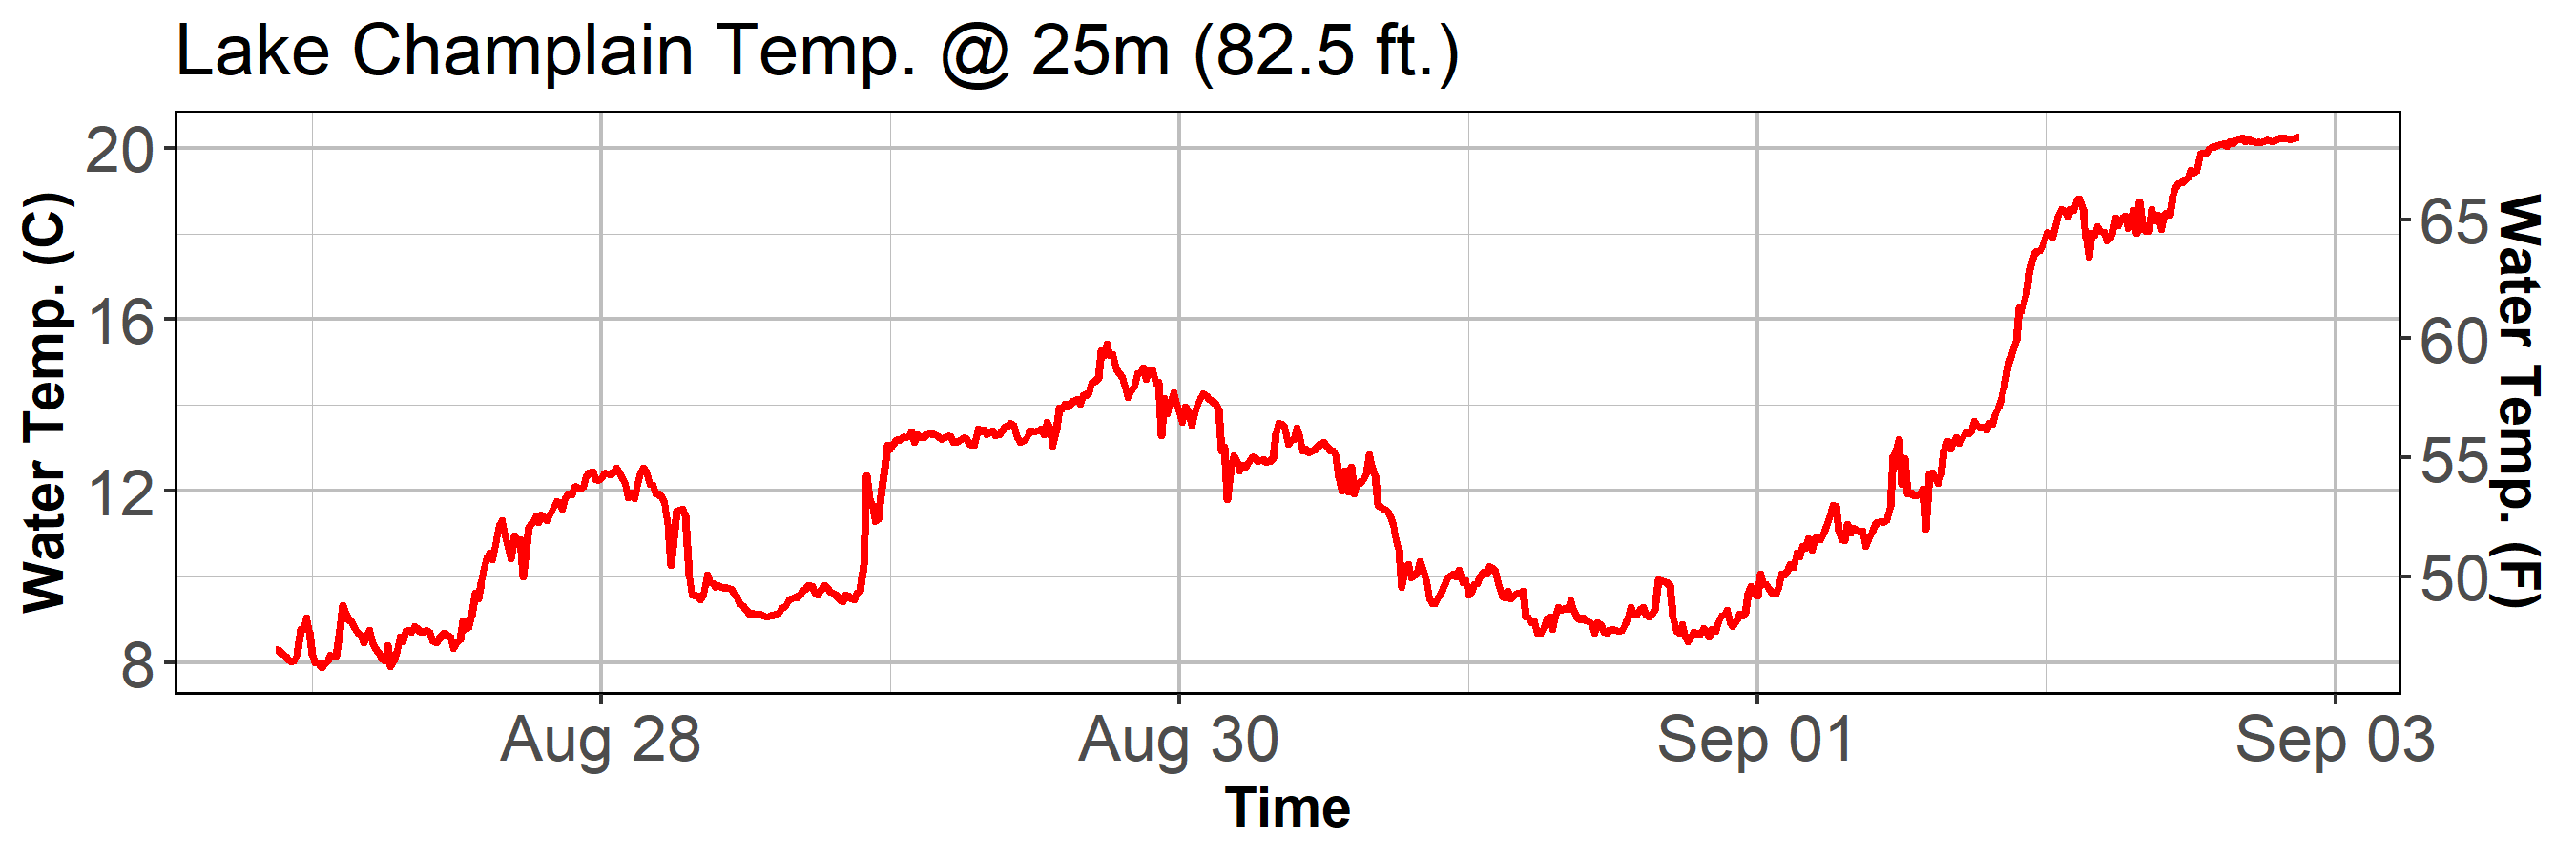 Lake Champlain Temp. @ 25m (82.5 ft.)
Water Temp. (C)
20
16
12
8
65
60
55
50
Water Temp. (F)
Aug 28
Aug 30
Sep 01
Sep 03
Time